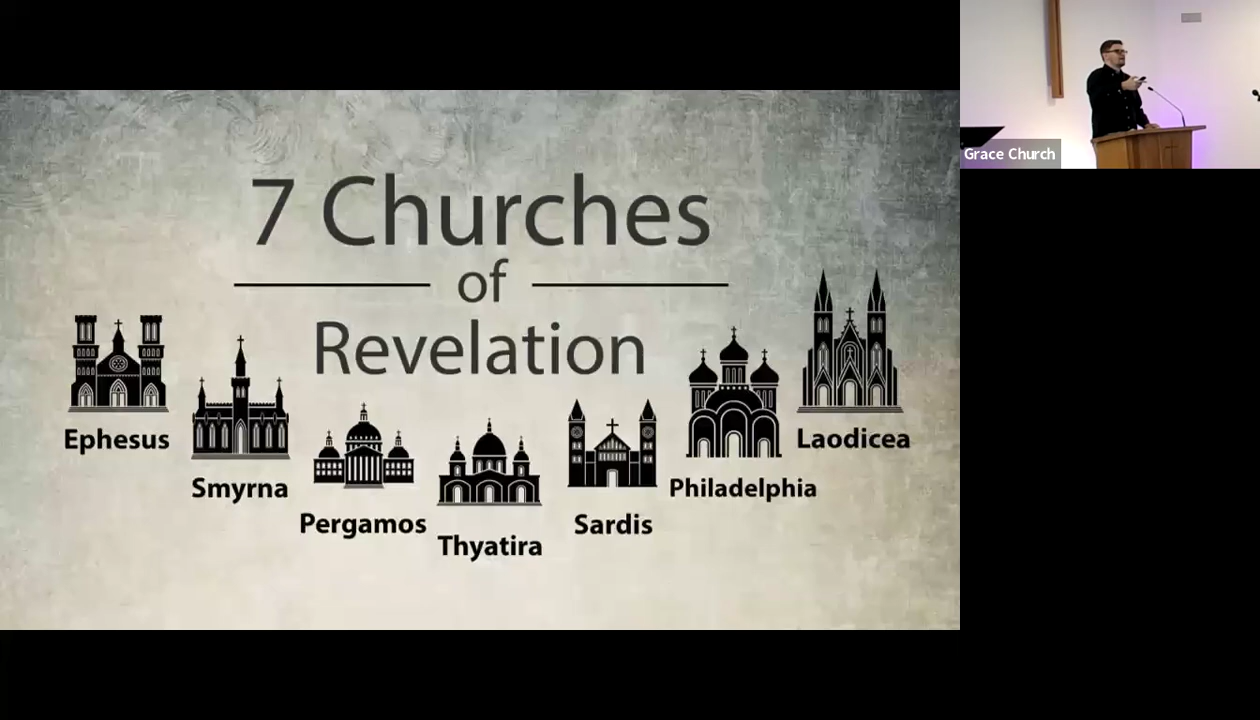 7 Churches
of
Revelation
Ephesus
Smyrna
Pergamos
Thyatira
Sardis
Philadelphia
Laodicea
Grace Church